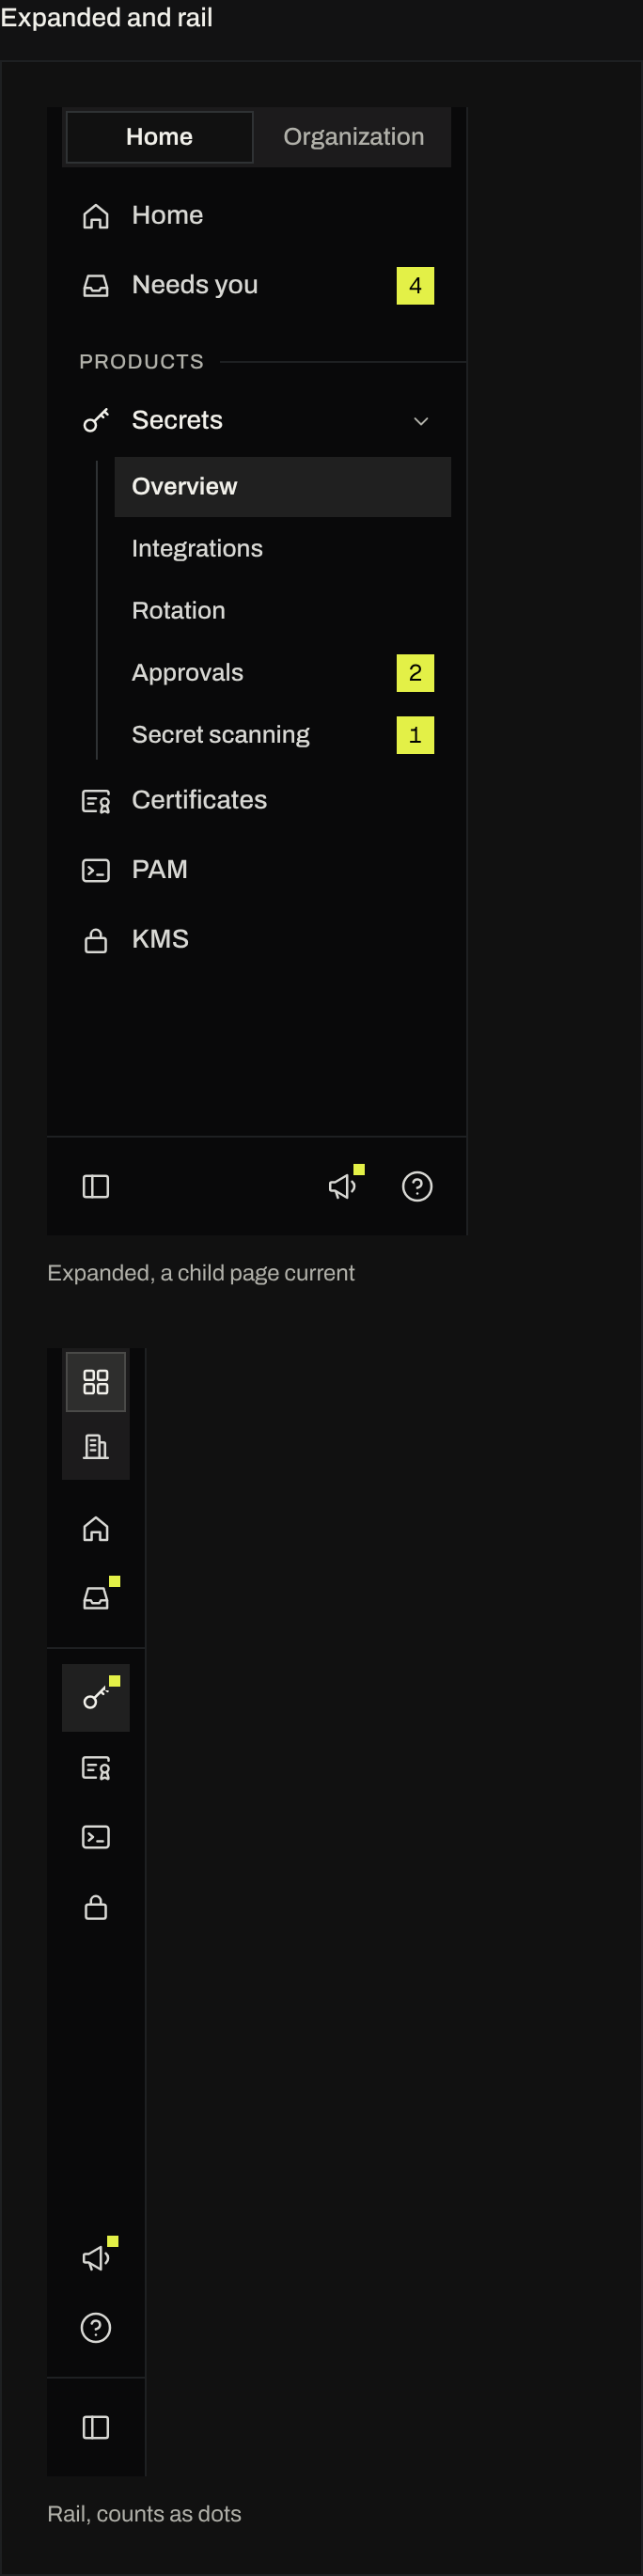 Expanded and rail
Home Organization
Home
Needs you 4
PRODUCTS
Secrets
Overview
Integrations
Rotation
Approvals 2
Secret scanning 1
Certificates
PAM
KMS
Expanded, a child page current
Rail, counts as dots